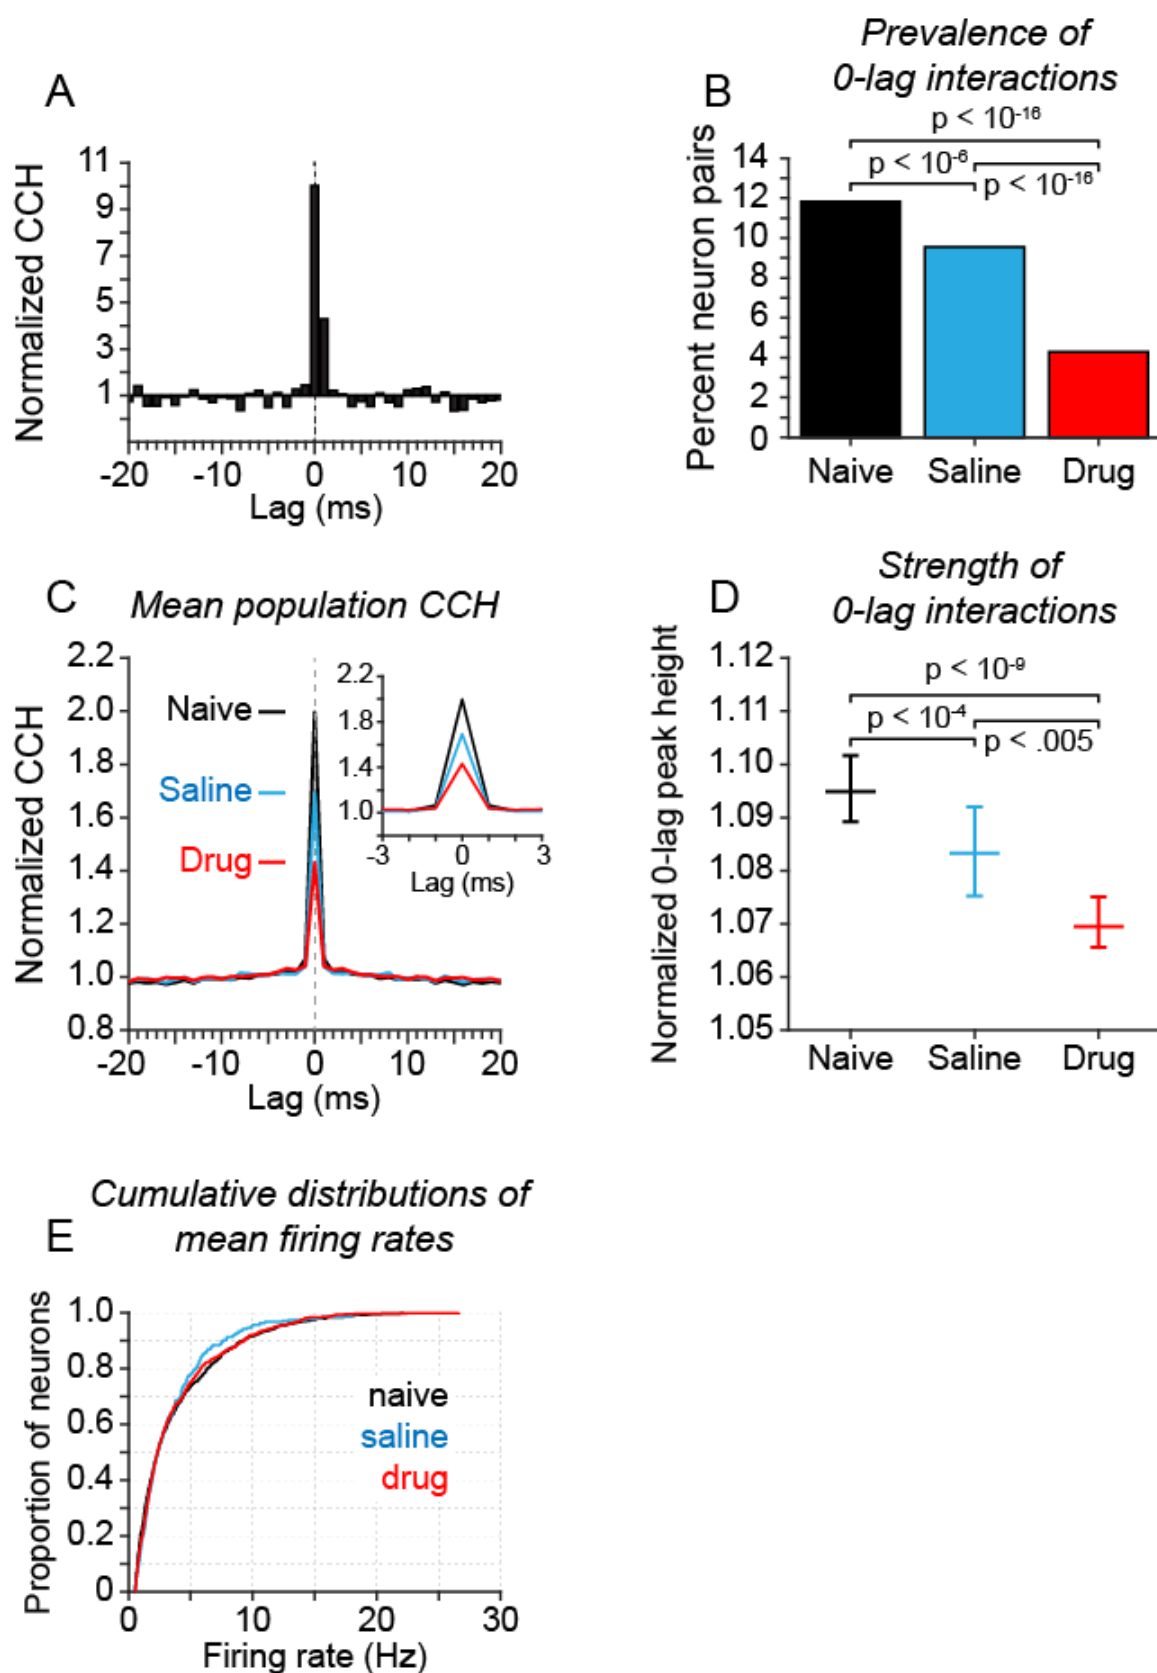 A
11
9
7
5
3
1
Normalized CCH
-20 -10 0 10 20
Lag (ms)
Prevalence of
0-lag interactions
B
p < 10⁻¹⁶
p < 10⁻⁶
p < 10⁻¹⁶
14
12
10
8
6
4
2
0
Percent neuron pairs
Naive Saline Drug
C
Mean population CCH
2.2
2.0
1.8
1.6
1.4
1.2
1.0
0.8
Normalized CCH
Naive
Saline
Drug
2.2
1.8
1.4
1.0
-3 0 3
Lag (ms)
-20 -10 0 10 20
Lag (ms)
Strength of
0-lag interactions
D
1.12
1.11
1.10
1.09
1.08
1.07
1.06
1.05
Normalized 0-lag peak height
p < 10⁻⁹
p < 10⁻⁴
p < .005
Naive Saline Drug
Cumulative distributions of
mean firing rates
E
1.0
0.8
0.6
0.4
0.2
0
Proportion of neurons
naive
saline
drug
0 10 20 30
Firing rate (Hz)